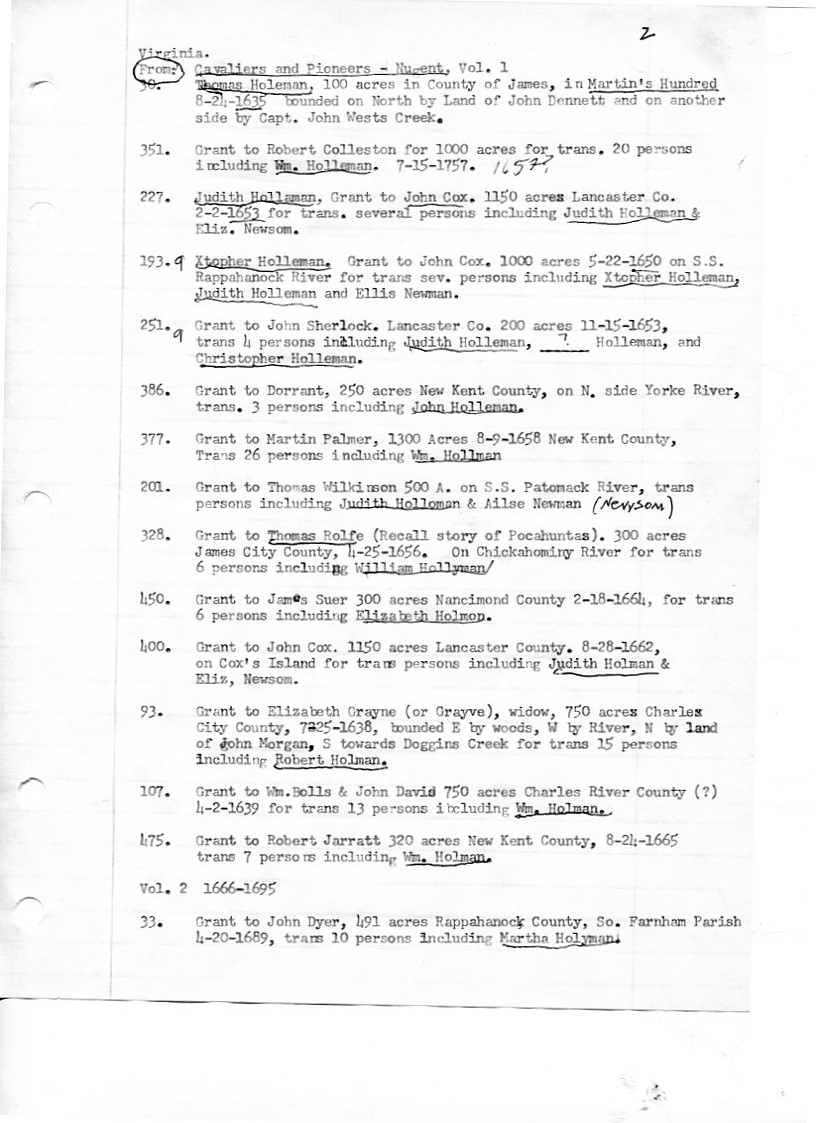 2
Virginia.
From: Cavaliers and Pioneers - Nugent, Vol. 1
30. Thomas Holeman, 100 acres in County of James, in Martin's Hundred
8-24-1635 bounded on North by Land of John Dennett and on another
side by Capt. John Wests Creek.
351. Grant to Robert Colleston for 1000 acres for trans. 20 persons
including Wm. Holleman. 7-15-1757. 1657?
227. Judith Hollaman, Grant to John Cox. 1150 acres Lancaster Co.
2-2-1653 for trans. several persons including Judith Holleman &
Eliz. Newsom.
193. 9 Xtopher Holleman. Grant to John Cox. 1000 acres 5-22-1650 on S.S.
Rappahanock River for trans sev. persons including Xtopher Holleman,
Judith Holleman and Ellis Newman.
251. 9 Grant to John Sherlock. Lancaster Co. 200 acres 11-15-1653,
trans 4 persons including Judith Holleman, ? Holleman, and
Christopher Holleman.
386. Grant to Dorrant, 250 acres New Kent County, on N. side Yorke River,
trans. 3 persons including John Holleman.
377. Grant to Martin Palmer, 1300 Acres 8-9-1658 New Kent County,
Trans 26 persons including Wm. Hollman
201. Grant to Thomas Wilkinson 500 A. on S.S. Patomack River, trans
persons including Judith Holloman & Ailse Newman (Nevysom)
328. Grant to Thomas Rolfe (Recall story of Pocahuntas). 300 acres
James City County, 4-25-1656. On Chickahominy River for trans
6 persons including William Hollyman/
450. Grant to James Suer 300 acres Nancimond County 2-18-1664, for trans
6 persons including Elizabeth Holmon.
400. Grant to John Cox. 1150 acres Lancaster County. 8-28-1662,
on Cox's Island for trans persons including Judith Holman &
Eliz, Newsom.
93. Grant to Elizabeth Grayne (or Grayve), widow, 750 acres Charles
City County, 7225-1638, bounded E by woods, W by River, N by land
of John Morgan, S towards Doggins Creek for trans 15 persons
including Robert Holman.
107. Grant to Wm.Bolls & John David 750 acres Charles River County (?)
4-2-1639 for trans 13 persons including Wm. Holman.
475. Grant to Robert Jarratt 320 acres New Kent County, 8-24-1665
trans 7 persons including Wm. Holman.
Vol. 2 1666-1695
33. Grant to John Dyer, 491 acres Rappahanock County, So. Farnham Parish
4-20-1689, trans 10 persons including Martha Holyman.